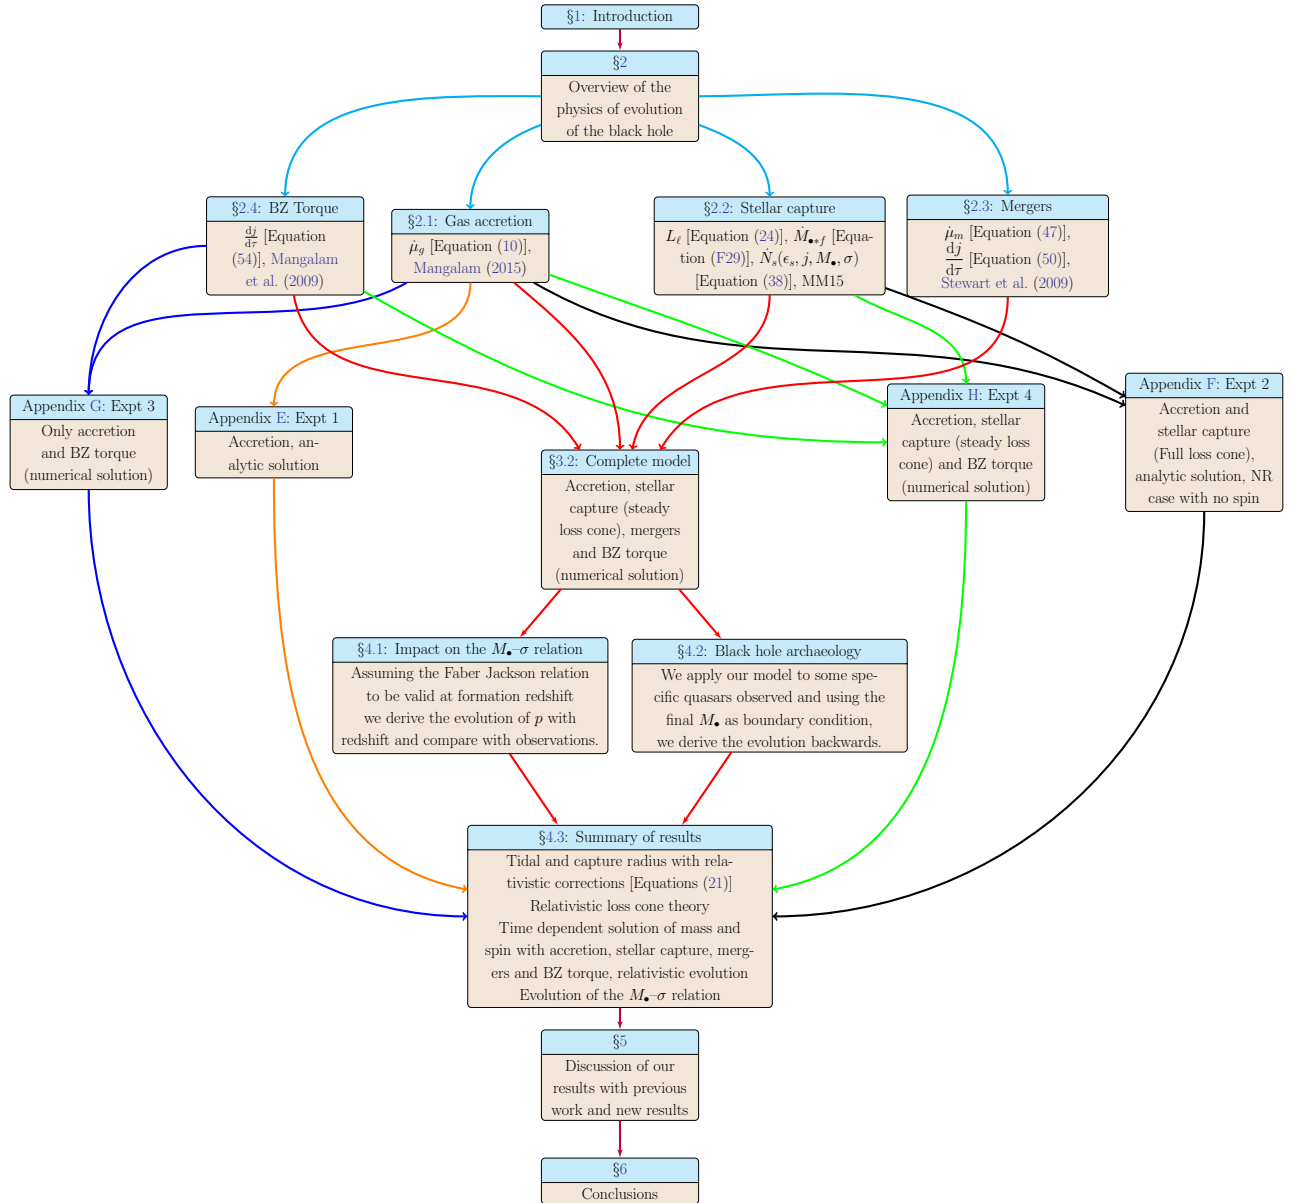 §1: Introduction
§2
Overview of the
physics of evolution
of the black hole
§2.4: BZ Torque
dj/dτ [Equation
(54)], Mangalam
et al. (2009)
§2.1: Gas accretion
μ̇_g [Equation (10)],
Mangalam (2015)
§2.2: Stellar capture
L_ℓ [Equation (24)], Ṁ_•*f [Equa-
tion (F29)], Ṅ_s(ϵ_s, j, M_•, σ)
[Equation (38)], MM15
§2.3: Mergers
μ̇_m [Equation (47)],
dj/dτ [Equation (50)],
Stewart et al. (2009)
Appendix G: Expt 3
Only accretion
and BZ torque
(numerical solution)
Appendix E: Expt 1
Accretion, an-
alytic solution
§3.2: Complete model
Accretion, stellar
capture (steady
loss cone), mergers
and BZ torque
(numerical solution)
Appendix H: Expt 4
Accretion, stellar
capture (steady loss
cone) and BZ torque
(numerical solution)
Appendix F: Expt 2
Accretion and
stellar capture
(Full loss cone),
analytic solution, NR
case with no spin
§4.1: Impact on the M_•–σ relation
Assuming the Faber Jackson relation
to be valid at formation redshift
we derive the evolution of p with
redshift and compare with observations.
§4.2: Black hole archaeology
We apply our model to some spe-
cific quasars observed and using the
final M_• as boundary condition,
we derive the evolution backwards.
§4.3: Summary of results
Tidal and capture radius with rela-
tivistic corrections [Equations (21)]
Relativistic loss cone theory
Time dependent solution of mass and
spin with accretion, stellar capture, merg-
ers and BZ torque, relativistic evolution
Evolution of the M_•–σ relation
§5
Discussion of our
results with previous
work and new results
§6
Conclusions